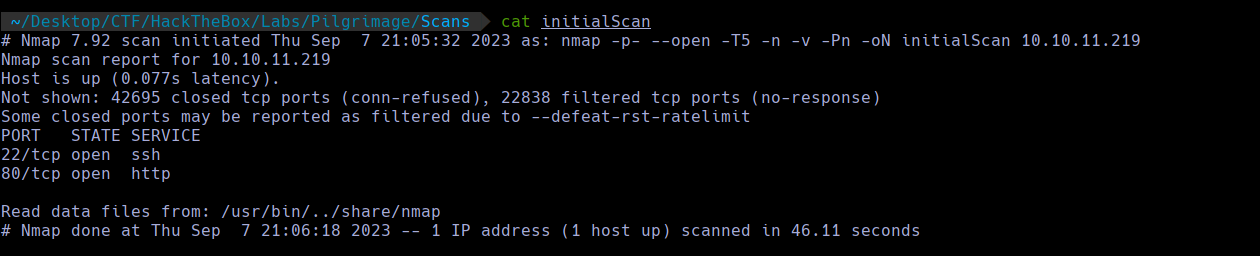 ~/Desktop/CTF/HackTheBox/Labs/Pilgrimage/Scans cat initialScan
# Nmap 7.92 scan initiated Thu Sep  7 21:05:32 2023 as: nmap -p- --open -T5 -n -v -Pn -oN initialScan 10.10.11.219
Nmap scan report for 10.10.11.219
Host is up (0.077s latency).
Not shown: 42695 closed tcp ports (conn-refused), 22838 filtered tcp ports (no-response)
Some closed ports may be reported as filtered due to --defeat-rst-ratelimit
PORT   STATE SERVICE
22/tcp open  ssh
80/tcp open  http
Read data files from: /usr/bin/../share/nmap
# Nmap done at Thu Sep  7 21:06:18 2023 -- 1 IP address (1 host up) scanned in 46.11 seconds